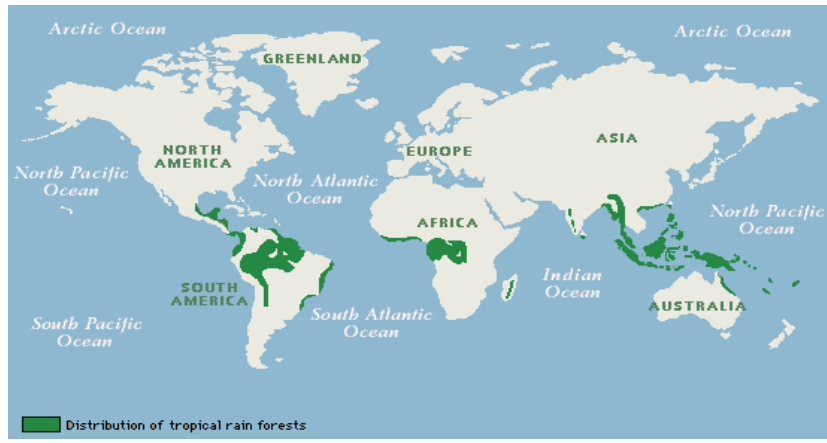 Arctic Ocean
Arctic Ocean
GREENLAND
ASIA
NORTH
AMERICA
EUROPE
North Pacific
Ocean
North Atlantic
Ocean
North Pacific
Ocean
AFRICA
Indian
Ocean
SOUTH
AMERICA
AUSTRALIA
South Atlantic
Ocean
South Pacific
Ocean
Distribution of tropical rain forests